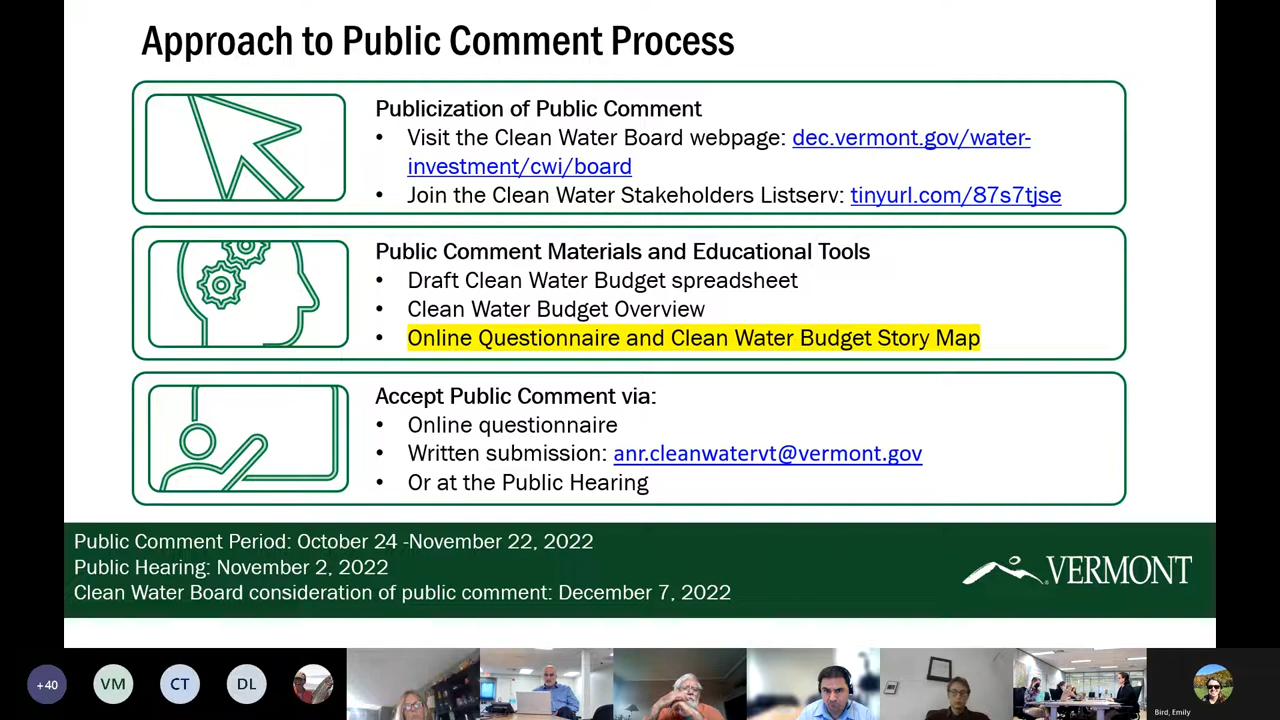 Approach to Public Comment Process
Publicization of Public Comment
• Visit the Clean Water Board webpage: dec.vermont.gov/water-
investment/cwi/board
• Join the Clean Water Stakeholders Listserv: tinyurl.com/87s7tjse
Public Comment Materials and Educational Tools
• Draft Clean Water Budget spreadsheet
• Clean Water Budget Overview
• Online Questionnaire and Clean Water Budget Story Map
Accept Public Comment via:
• Online questionnaire
• Written submission: anr.cleanwatervt@vermont.gov
• Or at the Public Hearing
Public Comment Period: October 24 -November 22, 2022
Public Hearing: November 2, 2022
Clean Water Board consideration of public comment: December 7, 2022
VERMONT
+40 VM CT DL
Bird, Emily